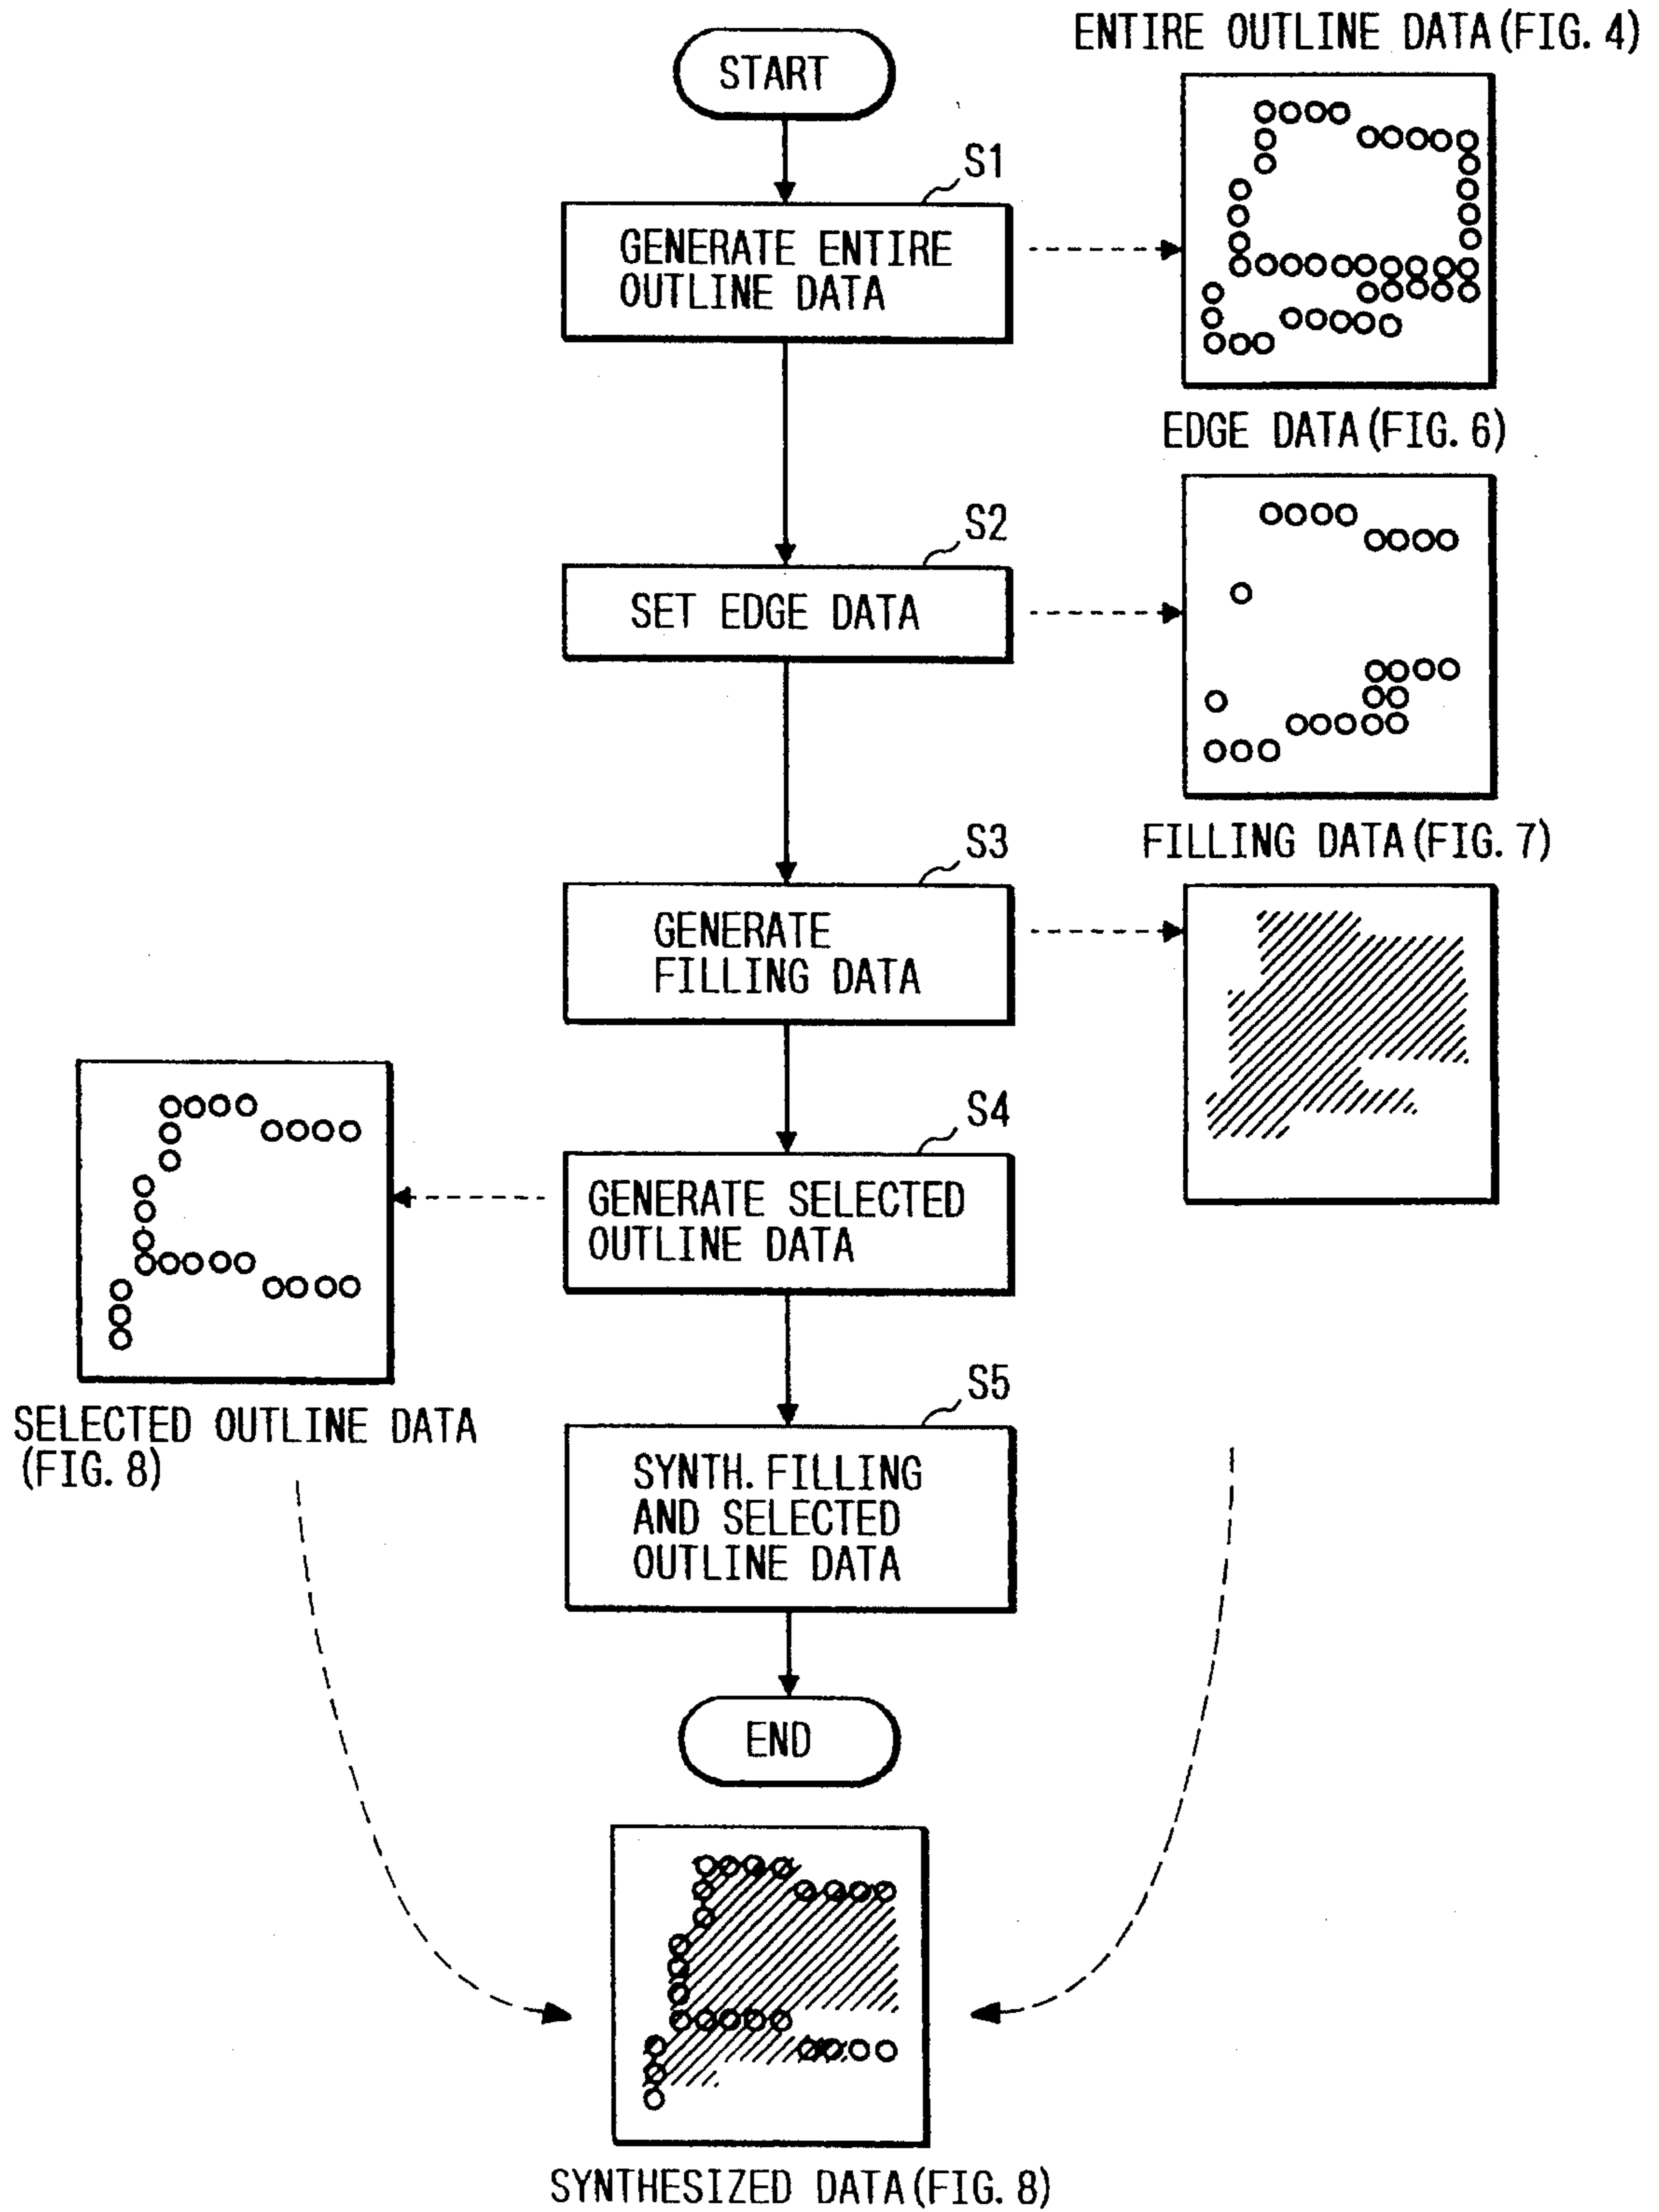 START
ENTIRE OUTLINE DATA(FIG. 4)
S1
GENERATE ENTIRE
OUTLINE DATA
EDGE DATA(FIG. 6)
S2
SET EDGE DATA
FILLING DATA(FIG. 7)
S3
GENERATE
FILLING DATA
S4
GENERATE SELECTED
OUTLINE DATA
SELECTED OUTLINE DATA
(FIG. 8)
S5
SYNTH. FILLING
AND SELECTED
OUTLINE DATA
END
SYNTHESIZED DATA(FIG. 8)